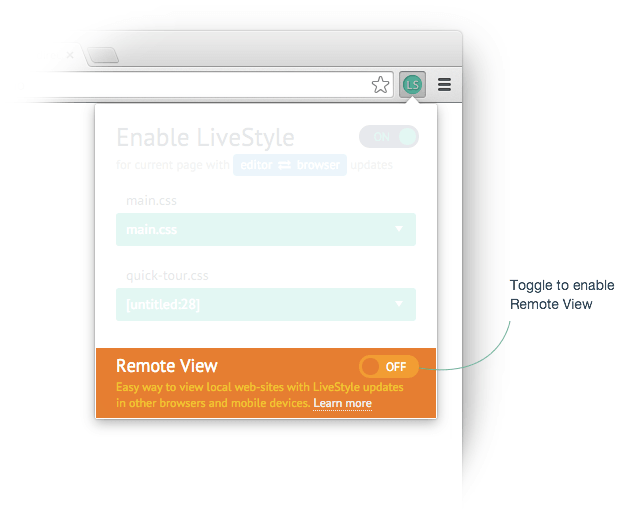 LS
Enable LiveStyle
ON
for current page with editor ⇄ browser updates
main.css
main.css
quick-tour.css
[untitled:28]
Toggle to enable
Remote View
Remote View
OFF
Easy way to view local web-sites with LiveStyle updates
in other browsers and mobile devices. Learn more